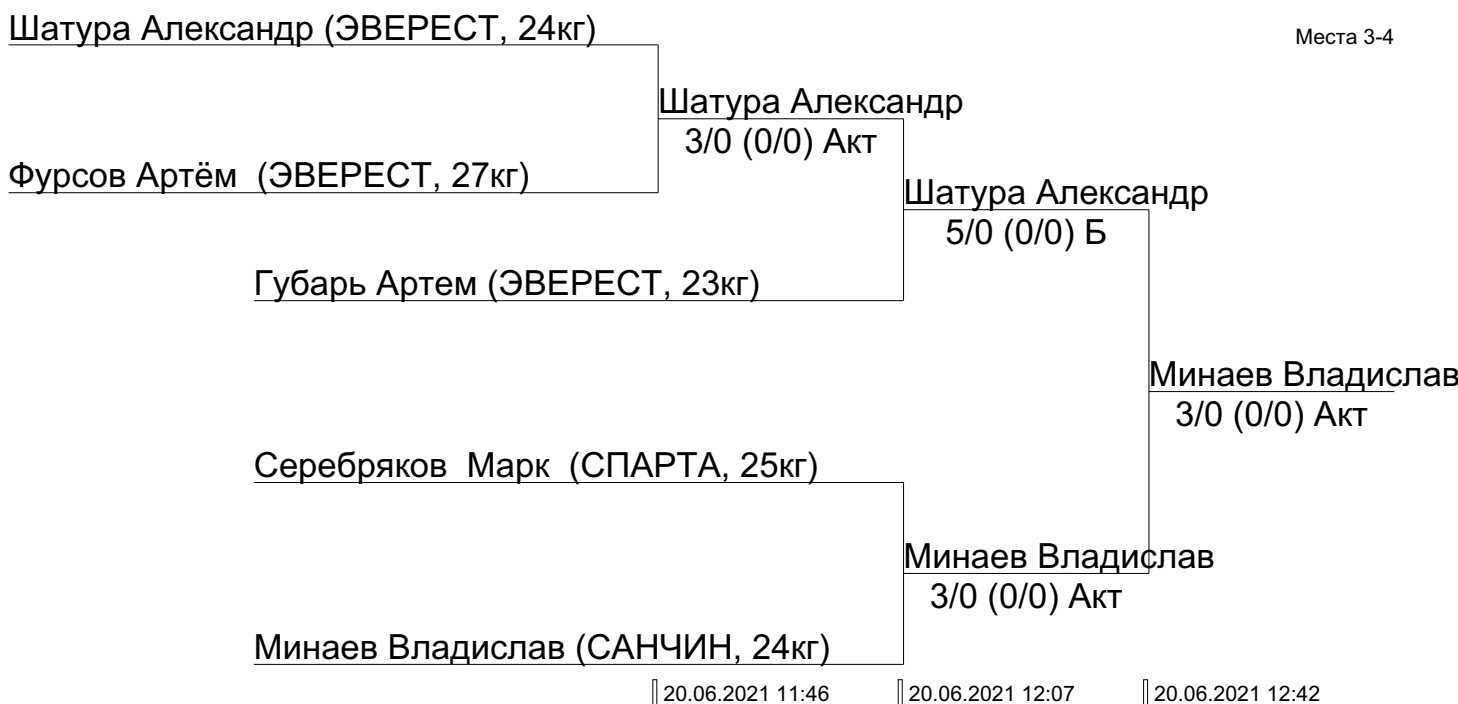 Шатура Александр (ЭВЕРЕСТ, 24кг)
Места 3-4
Шатура Александр
3/0 (0/0) Акт
Фурсов Артём  (ЭВЕРЕСТ, 27кг)
Шатура Александр
5/0 (0/0) Б
Губарь Артем (ЭВЕРЕСТ, 23кг)
Минаев Владислав
3/0 (0/0) Акт
Серебряков  Марк  (СПАРТА, 25кг)
Минаев Владислав
3/0 (0/0) Акт
Минаев Владислав (САНЧИН, 24кг)
20.06.2021 11:46
20.06.2021 12:07
20.06.2021 12:42